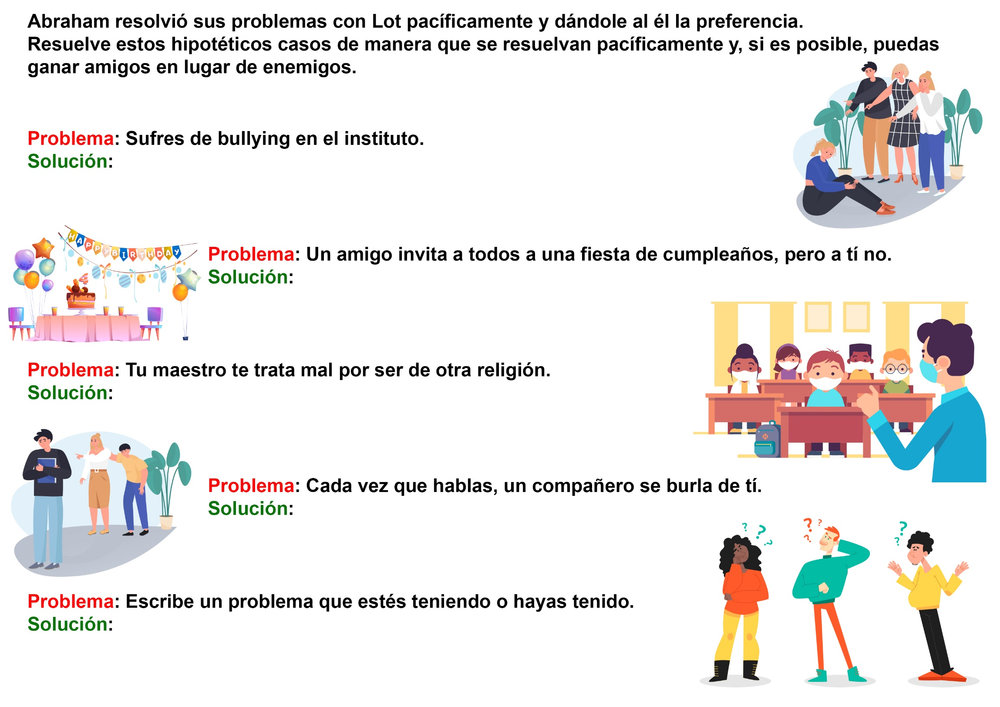 Abraham resolvió sus problemas con Lot pacíficamente y dándole al él la preferencia.
Resuelve estos hipotéticos casos de manera que se resuelvan pacíficamente y, si es posible, puedas
ganar amigos en lugar de enemigos.
Problema: Sufres de bullying en el instituto.
Solución:
HAPPY BIRTHDAY
4
Problema: Un amigo invita a todos a una fiesta de cumpleaños, pero a tí no.
Solución:
Problema: Tu maestro te trata mal por ser de otra religión.
Solución:
Problema: Cada vez que hablas, un compañero se burla de tí.
Solución:
? ? ? ? ? ? ? ?
Problema: Escribe un problema que estés teniendo o hayas tenido.
Solución: